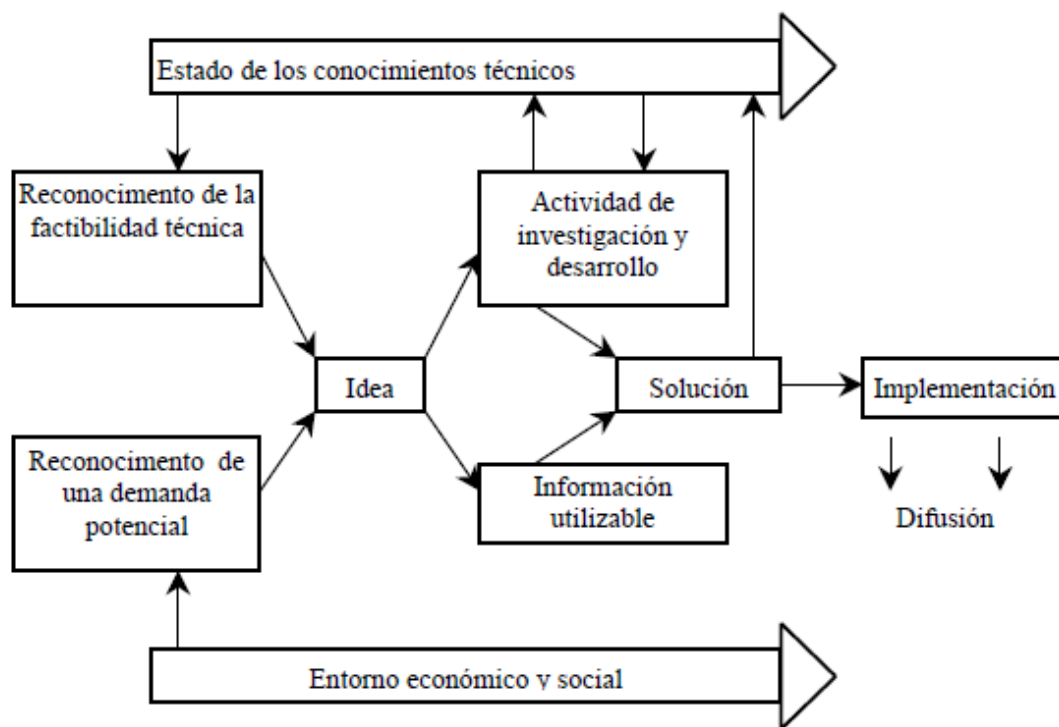 Estado de los conocimientos técnicos
Reconocimento de la
factibilidad técnica
Actividad de
investigación y
desarrollo
Idea
Solución
Implementación
Reconocimento de
una demanda
potencial
Información
utilizable
Difusión
Entorno económico y social